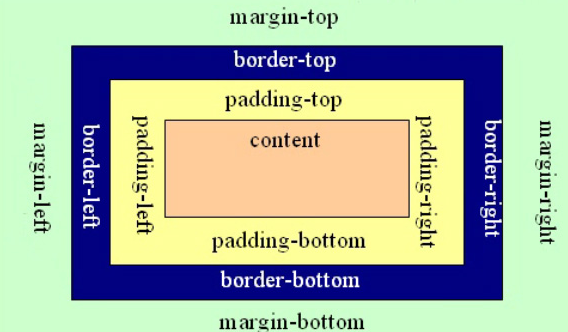 margin-top
border-top
padding-top
margin-left
border-left
padding-left
content
padding-right
border-right
margin-right
padding-bottom
border-bottom
margin-bottom